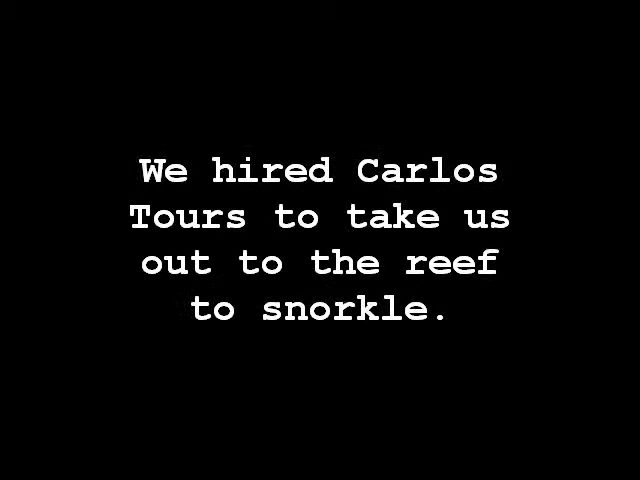 We hired Carlos
Tours to take us
out to the reef
to snorkle.